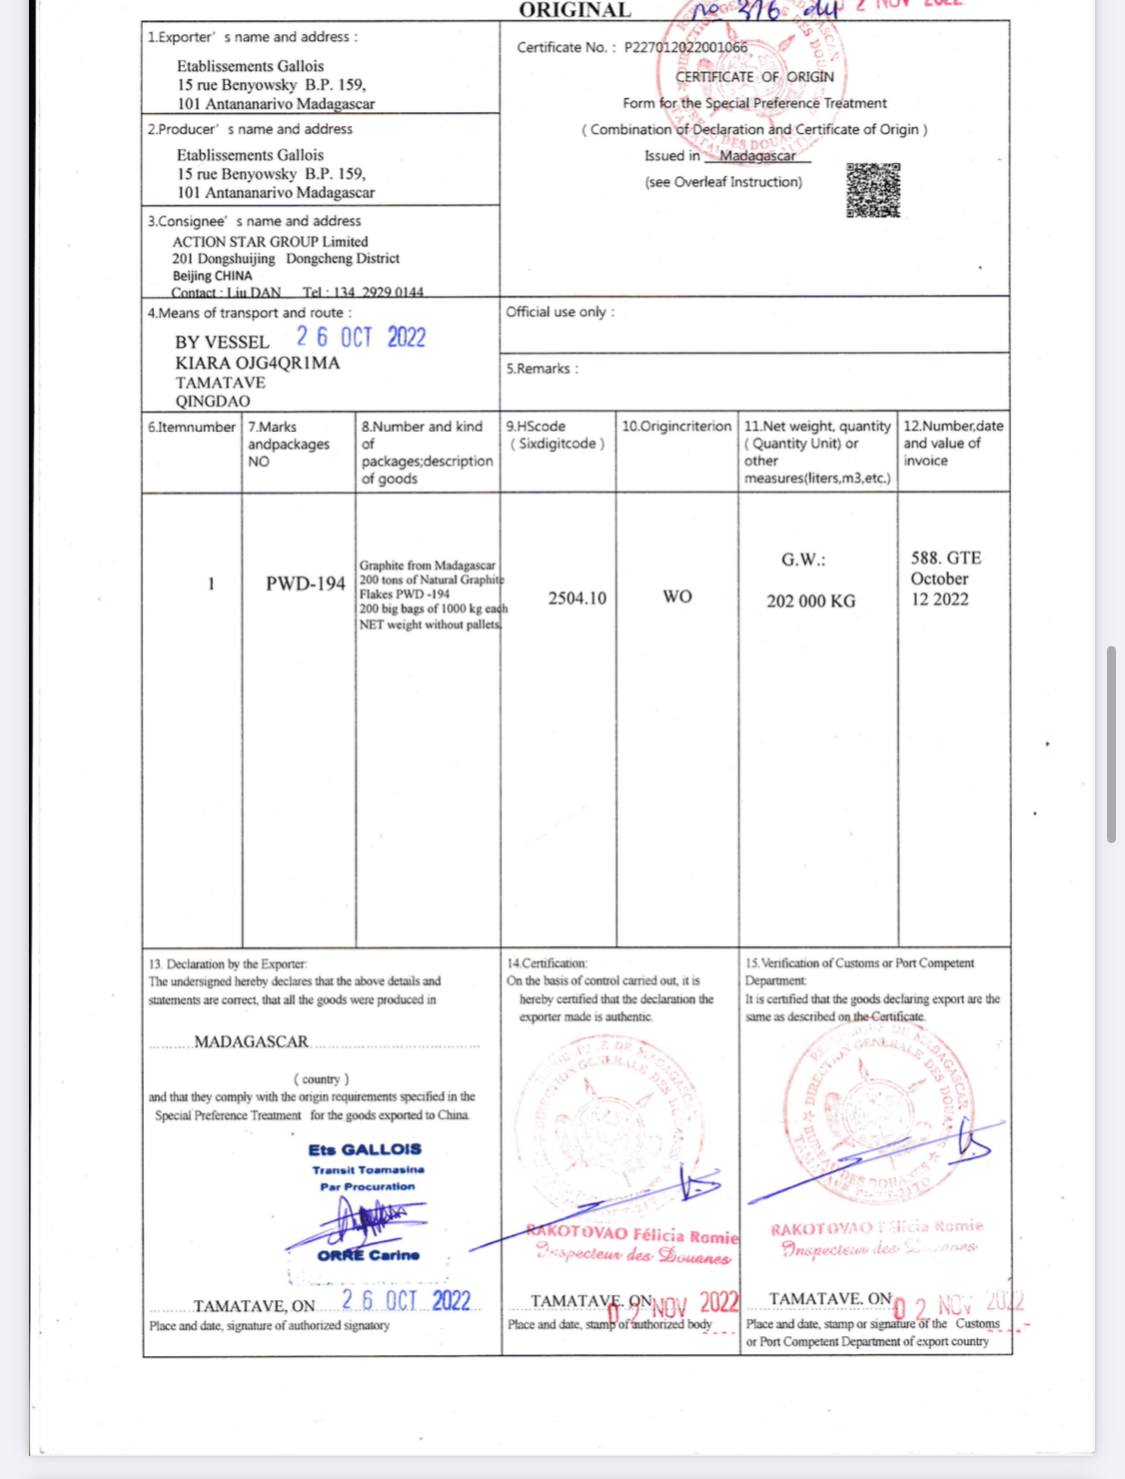 ORIGINAL
no 376 du 2 NOV 2022
1.Exporter' s name and address :
Etablissements Gallois
15 rue Benyowsky B.P. 159,
101 Antananarivo Madagascar
2.Producer' s name and address
Etablissements Gallois
15 rue Benyowsky B.P. 159,
101 Antananarivo Madagascar
3.Consignee' s name and address
ACTION STAR GROUP Limited
201 Dongshuijing Dongcheng District
Beijing CHINA
Contact : Liu DAN Tel : 134 2929 0144
Certificate No. : P227012022001066
CERTIFICATE OF ORIGIN
Form for the Special Preference Treatment
( Combination of Declaration and Certificate of Origin )
Issued in Madagascar
(see Overleaf Instruction)
4.Means of transport and route :
BY VESSEL 26 OCT 2022
KIARA OJG4QR1MA
TAMATAVE
QINGDAO
Official use only :
5.Remarks :
6.Itemnumber
7.Marks
andpackages
NO
8.Number and kind
of
packages;description
of goods
9.HScode
( Sixdigitcode )
10.Origincriterion
11.Net weight, quantity
( Quantity Unit) or
other
measures(liters,m3,etc.)
12.Number,date
and value of
invoice
1
PWD-194
Graphite from Madagascar
200 tons of Natural Graphite
Flakes PWD -194
200 big bags of 1000 kg each
NET weight without pallets
2504.10
WO
G.W.:
202 000 KG
588. GTE
October
12 2022
13. Declaration by the Exporter:
The undersigned hereby declares that the above details and
statements are correct, that all the goods were produced in
MADAGASCAR
( country )
and that they comply with the origin requirements specified in the
Special Preference Treatment for the goods exported to China.
Ets GALLOIS
Transit Toamasina
Par Procuration
ORRE Carine
TAMATAVE, ON 26 OCT 2022
Place and date, signature of authorized signatory
14.Certification:
On the basis of control carried out, it is
hereby certified that the declaration the
exporter made is authentic.
RAKOTOVAO Félicia Romie
Inspecteur des Douanes
TAMATAVE. ON 02 NOV 2022
Place and date, stamp of authorized body
15.Verification of Customs or Port Competent
Department:
It is certified that the goods declaring export are the
same as described on the Certificate.
DIRECTION GENERALE DES DOUANES
RAKOTOVAO Félicia Romie
Inspecteur des Douanes
TAMATAVE. ON 02 NOV 2022
Place and date, stamp or signature of the Customs
or Port Competent Department of export country